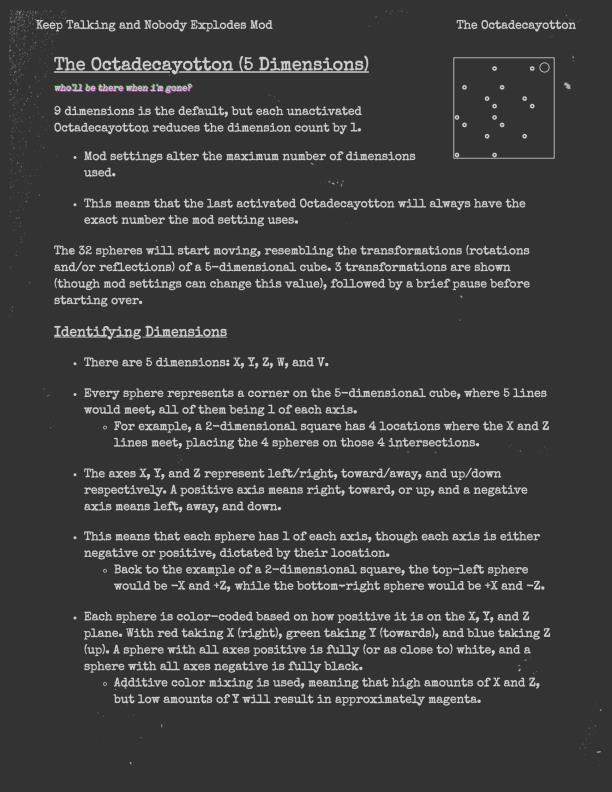 Keep Talking and Nobody Explodes Mod
The Octadecayotton
The Octadecayotton (5 Dimensions)
who'll be there when i'm gone?
9 dimensions is the default, but each unactivated
Octadecayotton reduces the dimension count by 1.
• Mod settings alter the maximum number of dimensions
used.
• This means that the last activated Octadecayotton will always have the
exact number the mod setting uses.
The 32 spheres will start moving, resembling the transformations (rotations
and/or reflections) of a 5-dimensional cube. 3 transformations are shown
(though mod settings can change this value), followed by a brief pause before
starting over.
Identifying Dimensions
• There are 5 dimensions: X, Y, Z, W, and V.
• Every sphere represents a corner on the 5-dimensional cube, where 5 lines
would meet, all of them being 1 of each axis.
◦ For example, a 2-dimensional square has 4 locations where the X and Z
lines meet, placing the 4 spheres on those 4 intersections.
• The axes X, Y, and Z represent left/right, toward/away, and up/down
respectively. A positive axis means right, toward, or up, and a negative
axis means left, away, and down.
• This means that each sphere has 1 of each axis, though each axis is either
negative or positive, dictated by their location.
◦ Back to the example of a 2-dimensional square, the top-left sphere
would be -X and +Z, while the bottom-right sphere would be +X and -Z.
• Each sphere is color-coded based on how positive it is on the X, Y, and Z
plane. With red taking X (right), green taking Y (towards), and blue taking Z
(up). A sphere with all axes positive is fully (or as close to) white, and a
sphere with all axes negative is fully black.
◦ Additive color mixing is used, meaning that high amounts of X and Z,
but low amounts of Y will result in approximately magenta.